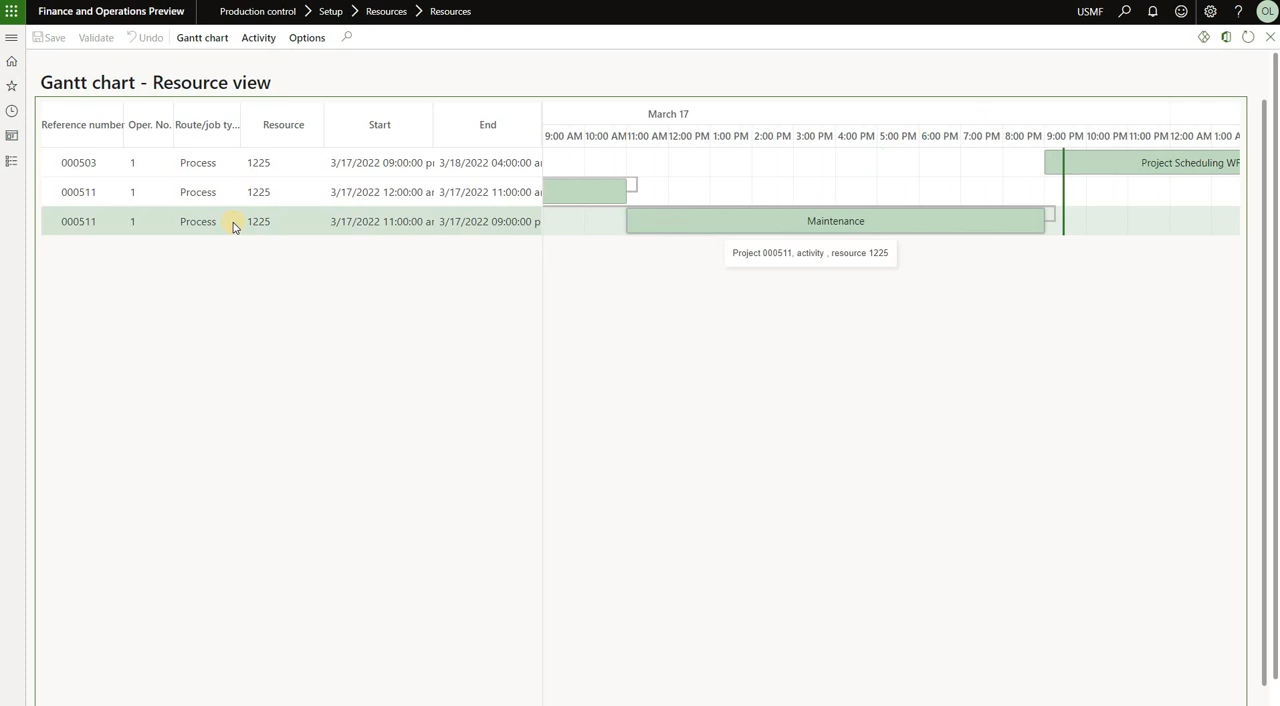 Finance and Operations Preview Production control Setup Resources Resources USMF OL
Save Validate Undo Gantt chart Activity Options
Gantt chart - Resource view
Reference number Oper. No. Route/job ty... Resource Start End March 17
9:00 AM 10:00 AM 11:00 AM 12:00 PM 1:00 PM 2:00 PM 3:00 PM 4:00 PM 5:00 PM 6:00 PM 7:00 PM 8:00 PM 9:00 PM 10:00 PM 11:00 PM 12:00 AM 1:00 A
000503 1 Process 1225 3/17/2022 09:00:00 p 3/18/2022 04:00:00 a Project Scheduling WF
000511 1 Process 1225 3/17/2022 12:00:00 a 3/17/2022 11:00:00 a
000511 1 Process 1225 3/17/2022 11:00:00 a 3/17/2022 09:00:00 p Maintenance
Project 000511, activity , resource 1225